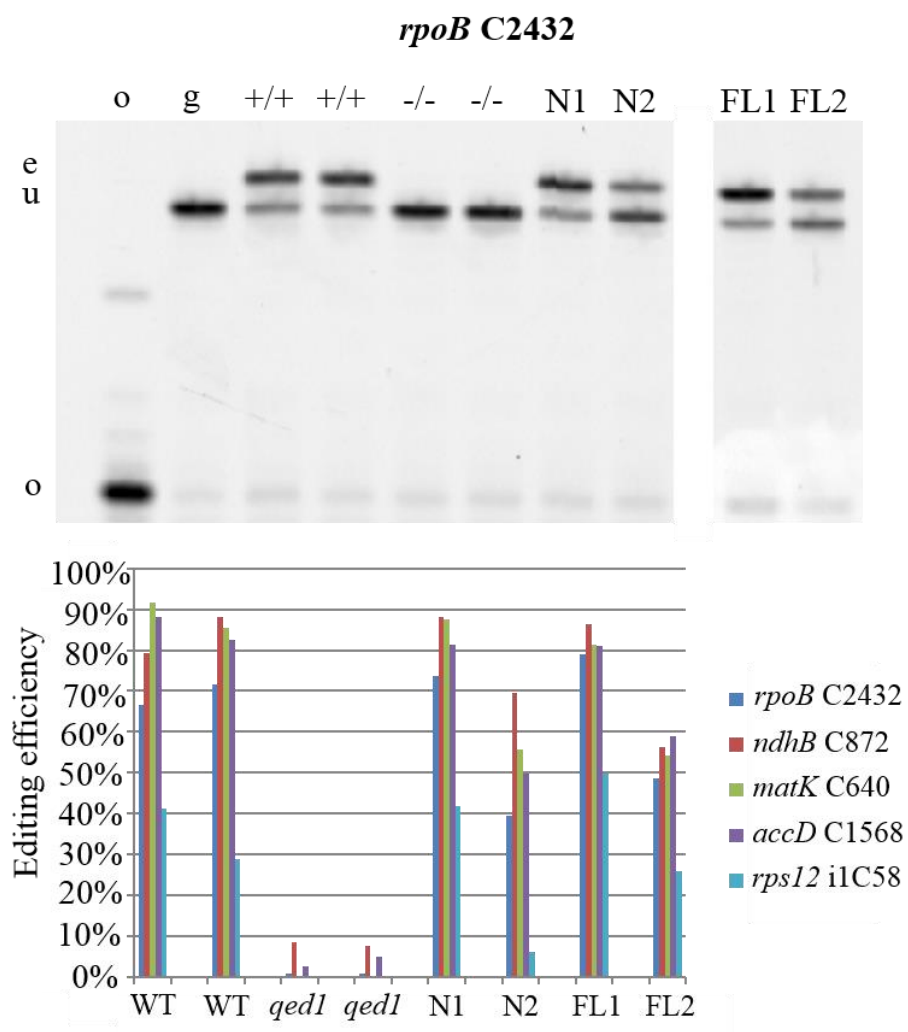 rpoB C2432
o g +/+ +/+ -/- -/- N1 N2 FL1 FL2
e
u
o
100%
90%
80%
70%
60%
50%
40%
30%
20%
10%
0%
Editing efficiency
WT WT qed1 qed1 N1 N2 FL1 FL2
rpoB C2432
ndhB C872
matK C640
accD C1568
rps12 i1C58